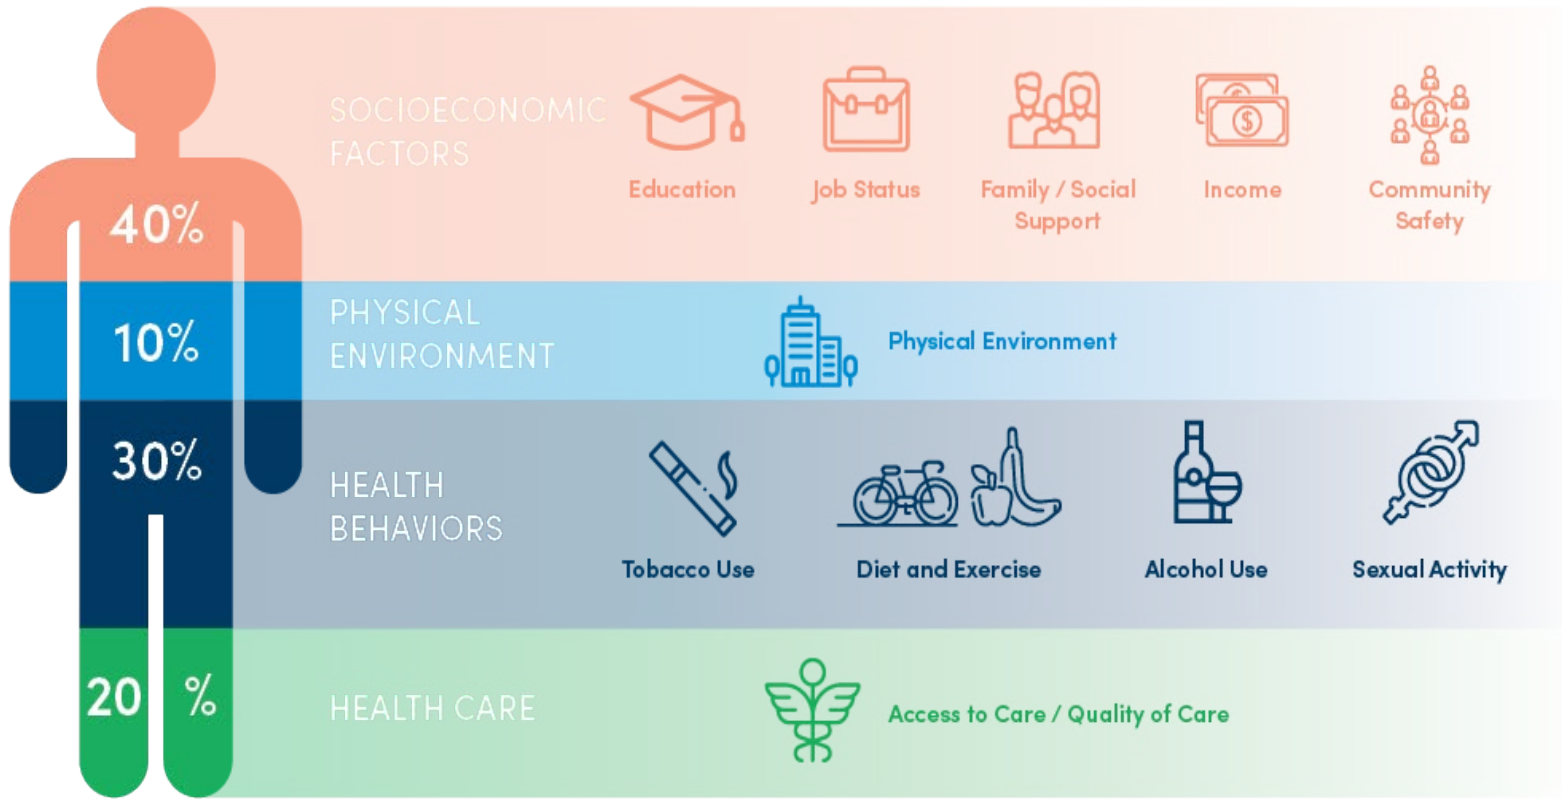 SOCIOECONOMIC
FACTORS
Education
Job Status
Family / Social
Support
Income
Community
Safety
40%
PHYSICAL
ENVIRONMENT
10%
Physical Environment
30%
HEALTH
BEHAVIORS
Tobacco Use
Diet and Exercise
Alcohol Use
Sexual Activity
20 %
HEALTH CARE
Access to Care / Quality of Care
$